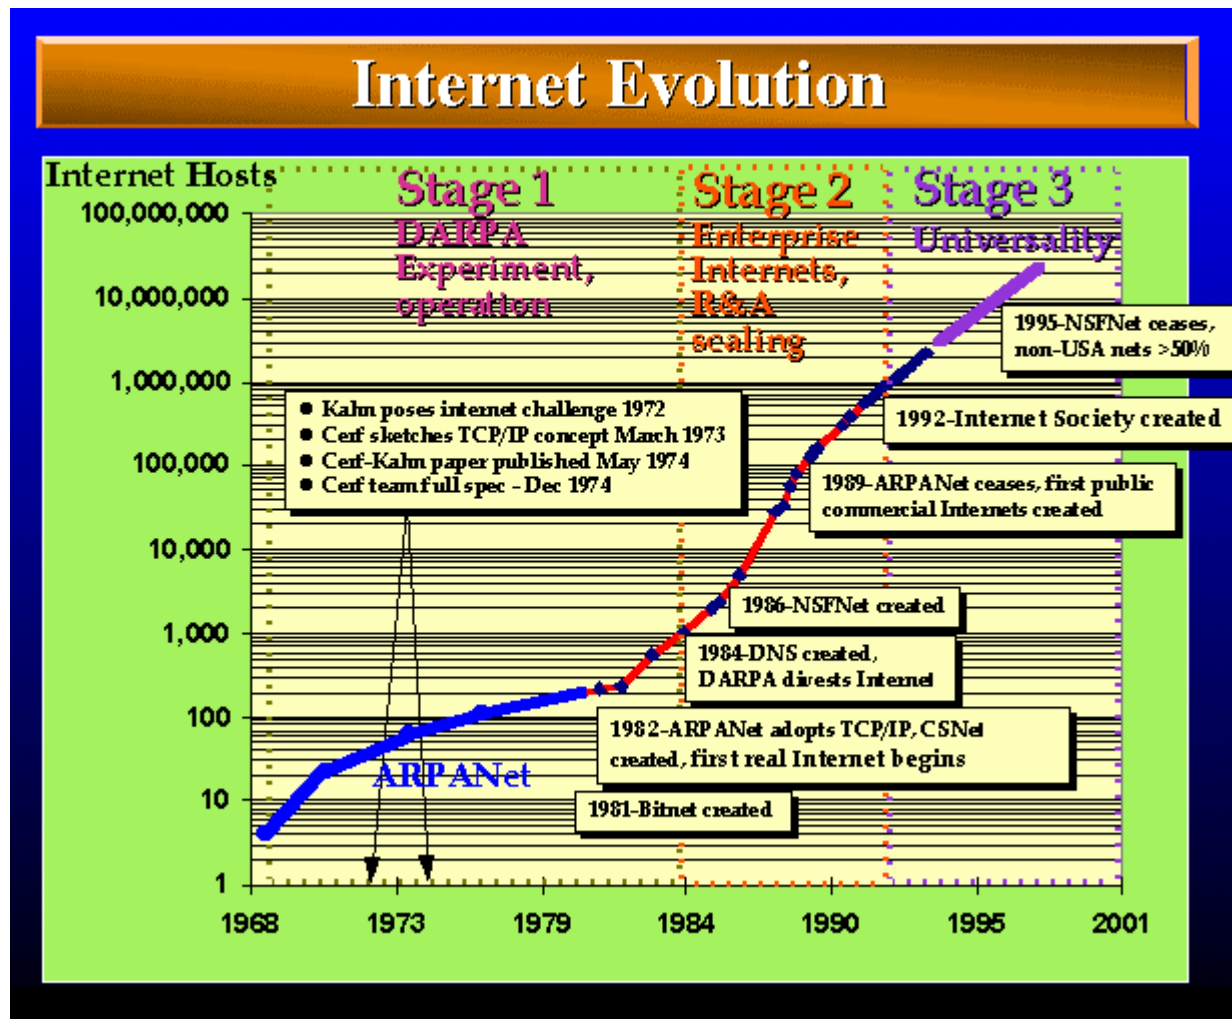 Internet Evolution
Internet Hosts
Stage 1
DARPA
Experiment,
operation
Stage 2
Enterprise
Internets,
R&A
scaling
Stage 3
Universality
100,000,000
10,000,000
1,000,000
100,000
10,000
1,000
100
10
1
● Kahn poses internet challenge 1972
● Cerf sketches TCP/IP concept March 1973
● Cerf-Kahn paper published May 1974
● Cerf team full spec - Dec 1974
1995-NSFNet ceases,
non-USA nets >50%
1992-Internet Society created
1989-ARPANet ceases, first public
commercial Internets created
1986-NSFNet created
1984-DNS created,
DARPA divests Internet
1982-ARPANet adopts TCP/IP, CSNet
created, first real Internet begins
1981-Bitnet created
ARPANet
1968 1973 1979 1984 1990 1995 2001